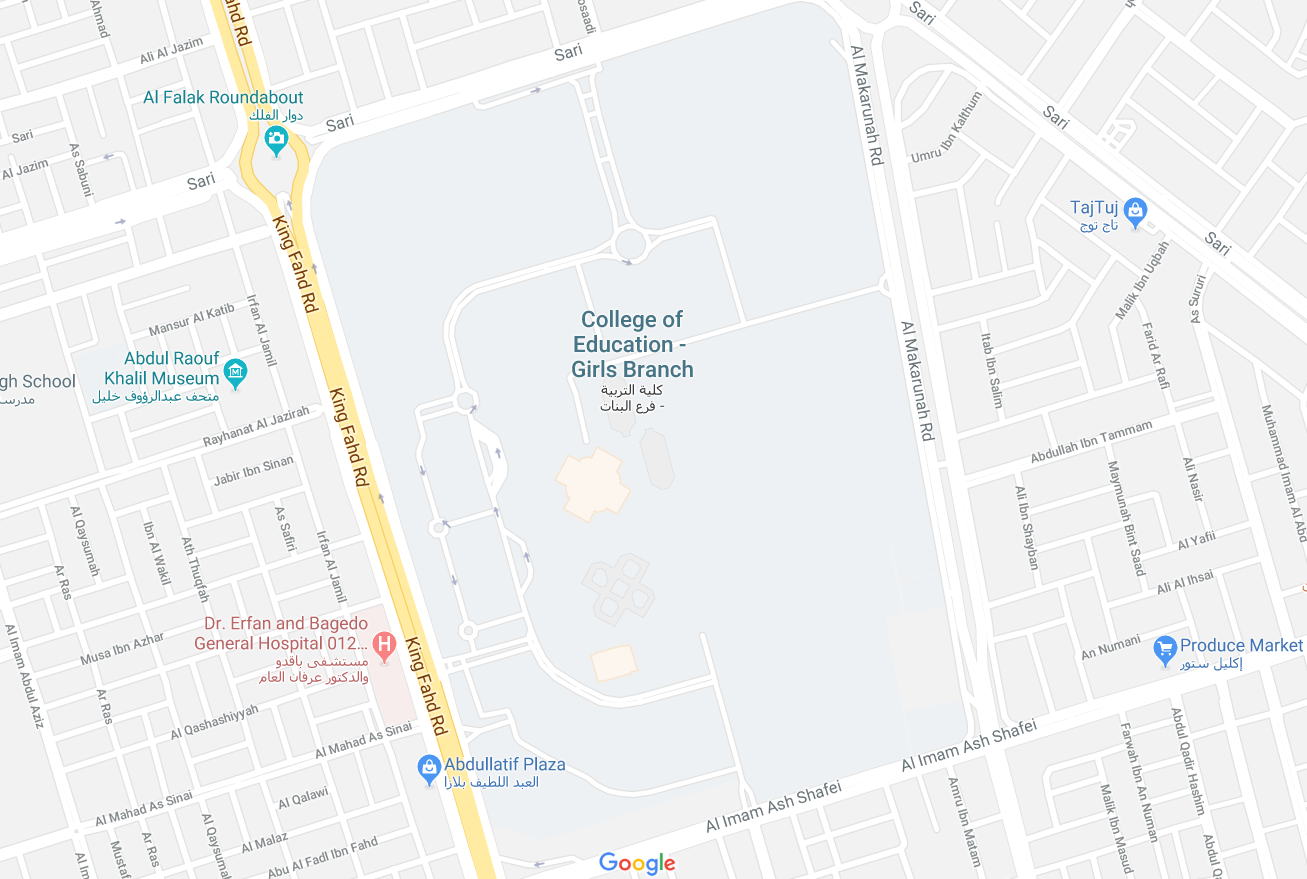 Fahd Rd
Ahmad
Ali Al Jazim
Sari
Sari
Al Falak Roundabout
دوار الفلك
Sari
Sari
Al Jazim
As Sabuni
Sari
Al Makarunah Rd
Sari
Umru Ibn Kalthum
TajTuj
تاج توج
Sari
King Fahd Rd
Malik Ibn Uqbah
As Sururi
Mansur Al Katib
Irfan Al Jamil
College of
Education -
Girls Branch
كلية التربية
- فرع البنات
Al Makarunah Rd
Itab Ibn Salim
Farid Ar Rafi
Abdul Raouf
Khalil Museum
متحف عبدالرؤوف خليل
gh School
King Fahd Rd
Rayhanat Al Jazirah
Jabir Ibn Sinan
Abdullah Ibn Tammam
Muhammad Imam Al Abd
Ali Nasir
Maymunah Bint Saad
Ali Ibn Shayban
Al Qaysumah
Ibn Al Wakil
Ath Thuqfah
As Safiri
Irfan Al Jamil
Ar Ras
Al Yafii
Ali Al Ihsai
Al Imam Abdul Aziz
Musa Ibn Azhar
Dr. Erfan and Bagedo
General Hospital 012...
مستشفى باقدو
والدكتور عرفان العام
King Fahd Rd
An Numani
Produce Market
إكليل ستور
Ar Ras
Al Qashashiyyah
Al Mahad As Sinai
Al Imam Ash Shafei
Farwah Ibn An Numan
Abdul Qadir Hashim
Abdullatif Plaza
العبد اللطيف بلازا
Al Mahad As Sinai
Al Qalawi
Al Imam Ash Shafei
Amru Ibn Matam
Malik Ibn Masud
Al Malaz
Al Qaysumah
Abu Al Fadl Ibn Fahd
Ar Ras
Mustaf
Al Im
Abdul Qa
Google